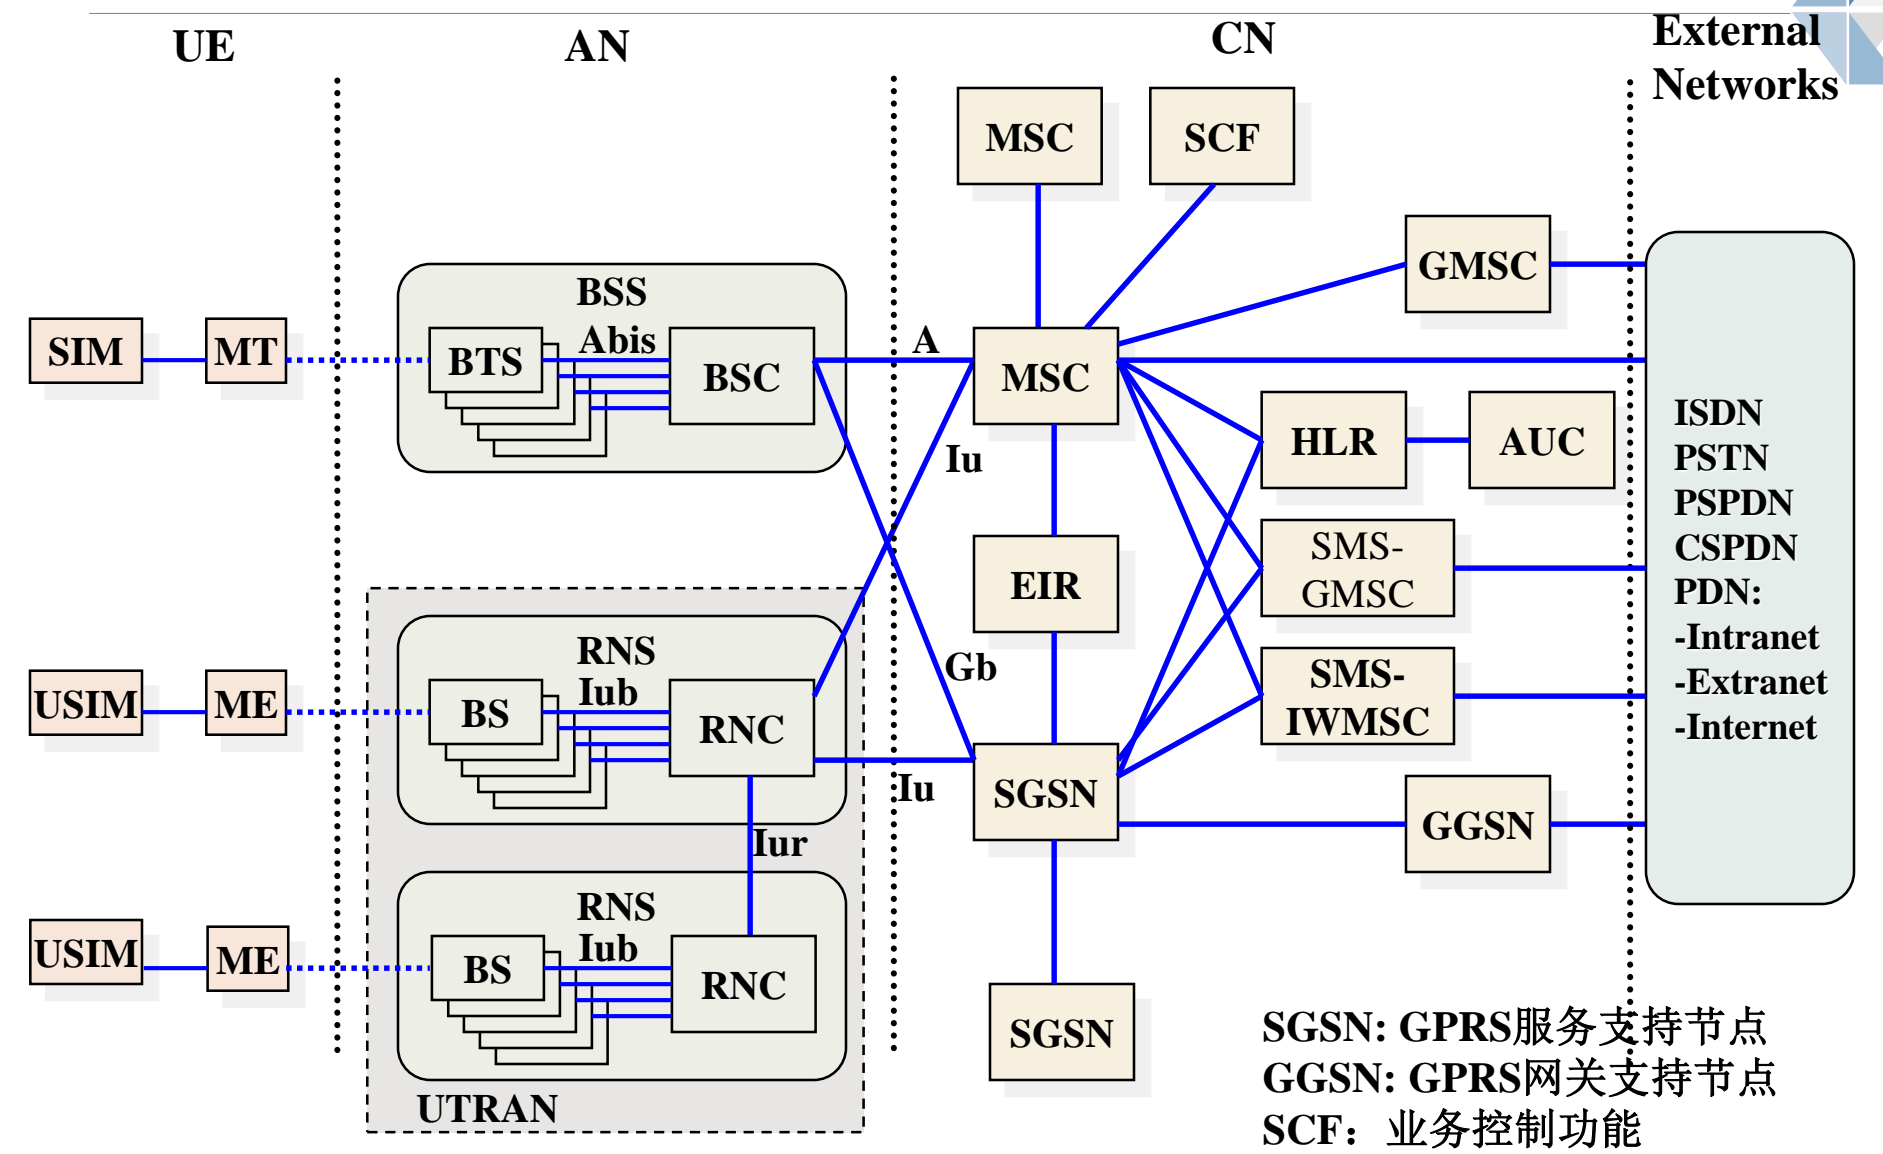 UE
AN
CN
External
Networks
MSC
SCF
GMSC
BSS
SIM
MT
BTS
Abis
BSC
A
MSC
HLR
AUC
Iu
ISDN
PSTN
PSPDN
CSPDN
PDN:
-Intranet
-Extranet
-Internet
SMS-
GMSC
EIR
RNS
USIM
ME
BS
Iub
RNC
Gb
SMS-
IWMSC
Iu
SGSN
GGSN
Iur
RNS
USIM
ME
BS
Iub
RNC
SGSN
UTRAN
SGSN: GPRS服务支持节点
GGSN: GPRS网关支持节点
SCF：业务控制功能